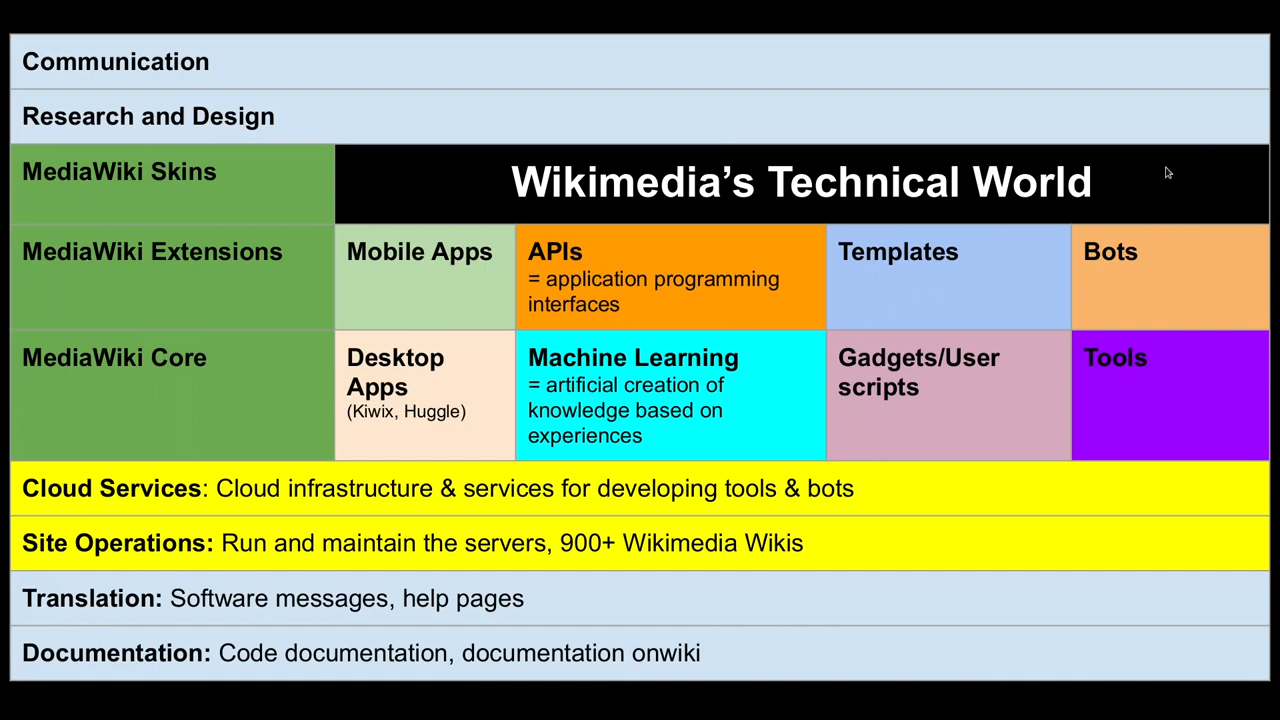 Communication
Research and Design
MediaWiki Skins
Wikimedia’s Technical World
MediaWiki Extensions
Mobile Apps
APIs
= application programming
interfaces
Templates
Bots
MediaWiki Core
Desktop
Apps
(Kiwix, Huggle)
Machine Learning
= artificial creation of
knowledge based on
experiences
Gadgets/User
scripts
Tools
Cloud Services: Cloud infrastructure & services for developing tools & bots
Site Operations: Run and maintain the servers, 900+ Wikimedia Wikis
Translation: Software messages, help pages
Documentation: Code documentation, documentation onwiki